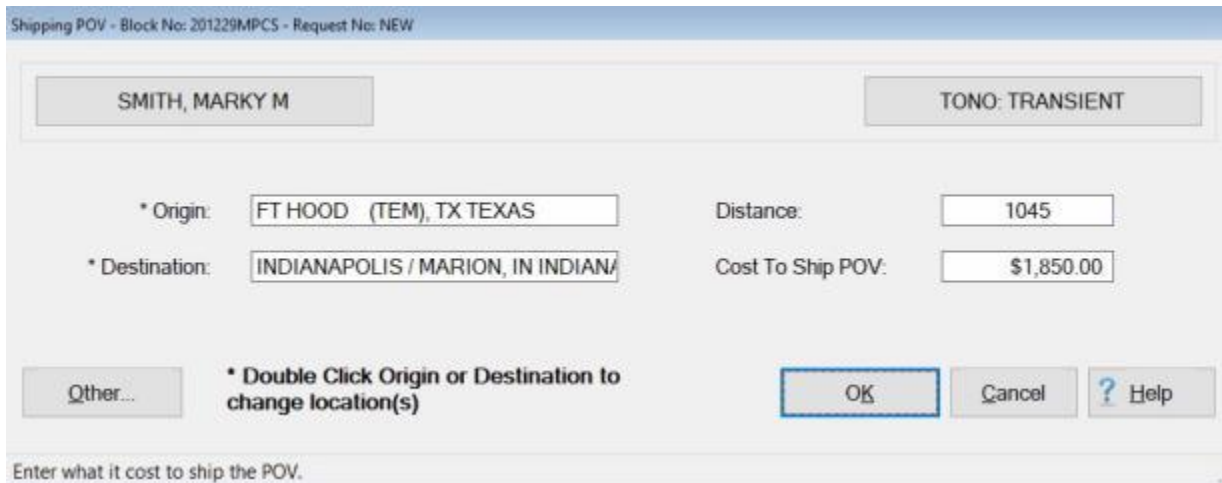 Shipping POV - Block No: 201229MPCS - Request No: NEW
SMITH, MARKY M
TONO: TRANSIENT
* Origin: FT HOOD (TEM), TX TEXAS Distance: 1045
* Destination: INDIANAPOLIS / MARION, IN INDIANA Cost To Ship POV: $1,850.00
Other...
* Double Click Origin or Destination to
change location(s)
OK
Cancel
? Help
Enter what it cost to ship the POV.